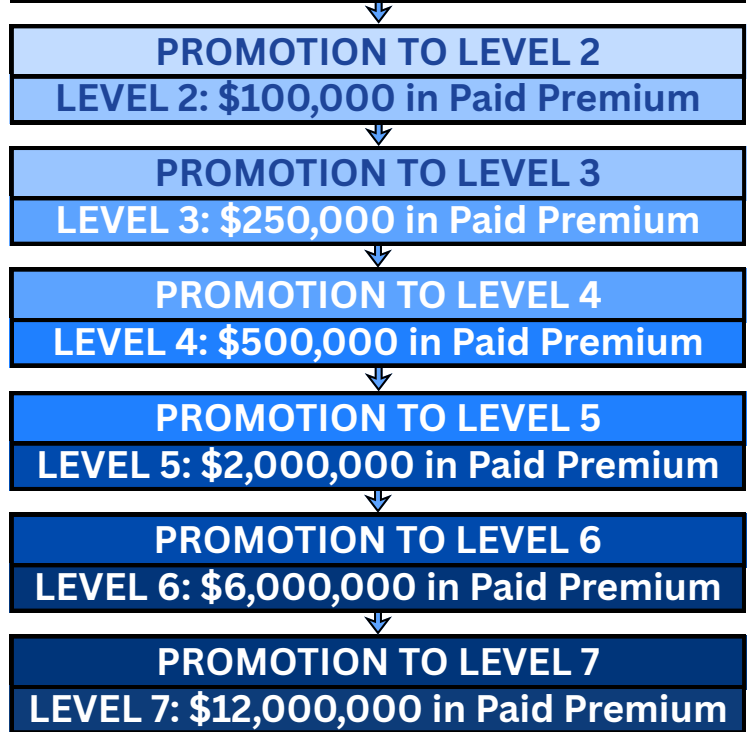 PROMOTION TO LEVEL 2
LEVEL 2: $100,000 in Paid Premium
PROMOTION TO LEVEL 3
LEVEL 3: $250,000 in Paid Premium
PROMOTION TO LEVEL 4
LEVEL 4: $500,000 in Paid Premium
PROMOTION TO LEVEL 5
LEVEL 5: $2,000,000 in Paid Premium
PROMOTION TO LEVEL 6
LEVEL 6: $6,000,000 in Paid Premium
PROMOTION TO LEVEL 7
LEVEL 7: $12,000,000 in Paid Premium